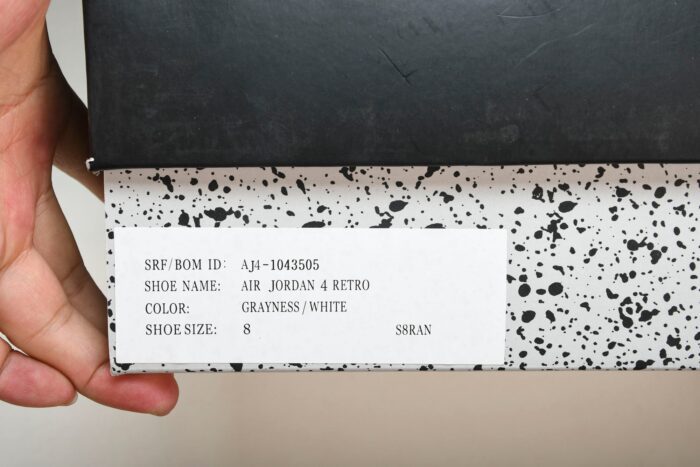 SRF/BOM ID: AJ4-1043505
SHOE NAME: AIR JORDAN 4 RETRO
COLOR: GRAYNESS/WHITE
SHOE SIZE: 8 S8RAN